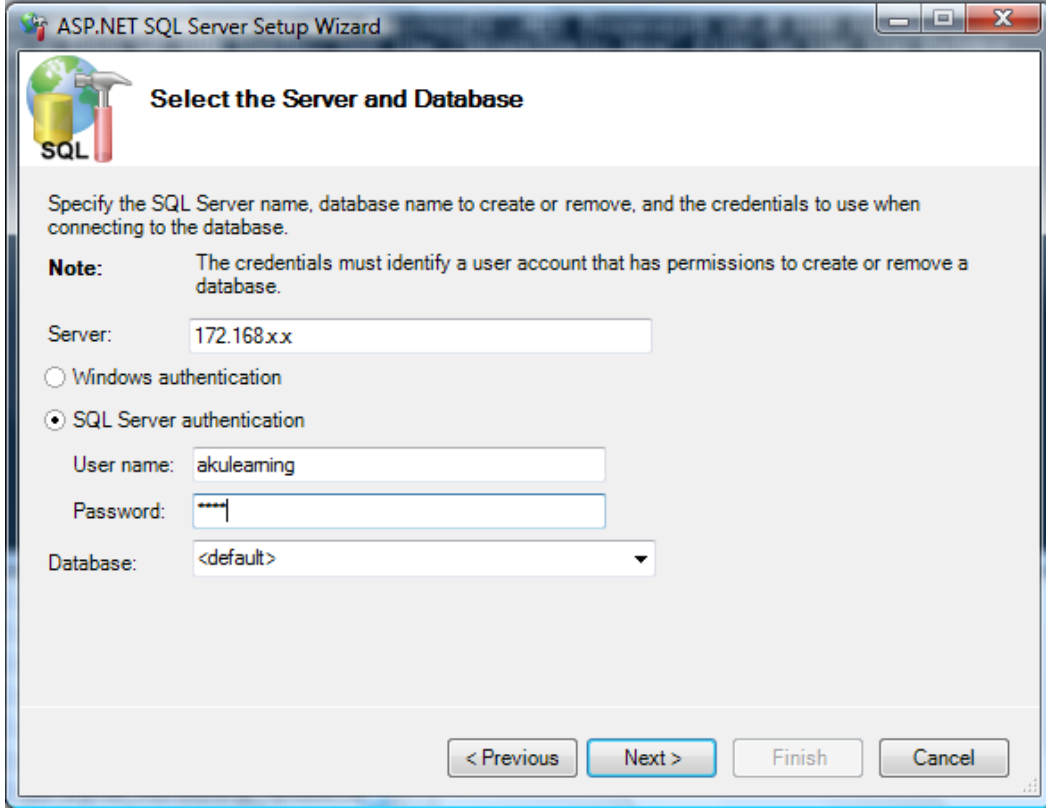 ASP.NET SQL Server Setup Wizard
Select the Server and Database
SQL
Specify the SQL Server name, database name to create or remove, and the credentials to use when
connecting to the database.
Note: The credentials must identify a user account that has permissions to create or remove a
database.
Server: 172.168.x.x
Windows authentication
SQL Server authentication
User name: akulearning
Password: ****
Database: <default>
< Previous Next > Finish Cancel